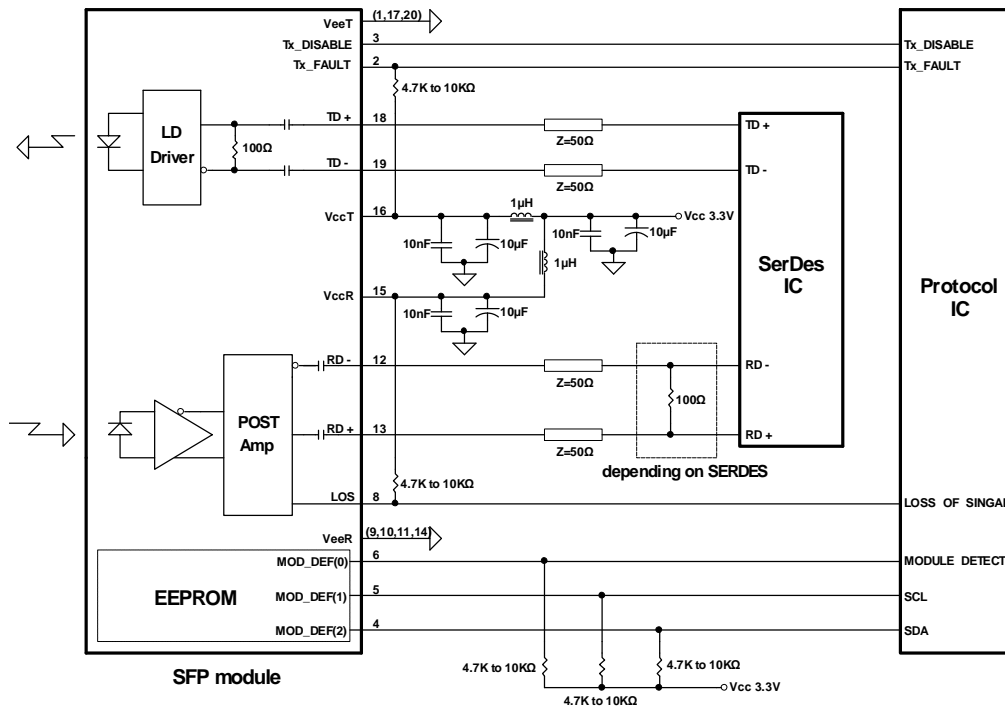 VeeT
(1,17,20)
Tx_DISABLE
3
Tx_DISABLE
Tx_FAULT
2
Tx_FAULT
4.7K to 10KΩ
LD
Driver
100Ω
TD +
18
Z=50Ω
TD +
TD -
19
Z=50Ω
TD -
1µH
VccT
16
Vcc 3.3V
10nF
10µF
10nF
10µF
1µH
SerDes
IC
Protocol
IC
VccR
15
10nF
10µF
RD -
12
Z=50Ω
RD -
POST
Amp
100Ω
RD +
13
Z=50Ω
RD +
depending on SERDES
4.7K to 10KΩ
LOS
8
LOSS OF SINGAL
VeeR
(9,10,11,14)
EEPROM
MOD_DEF(0)
6
MODULE DETECT
MOD_DEF(1)
5
SCL
MOD_DEF(2)
4
SDA
4.7K to 10KΩ
4.7K to 10KΩ
4.7K to 10KΩ
Vcc 3.3V
SFP module